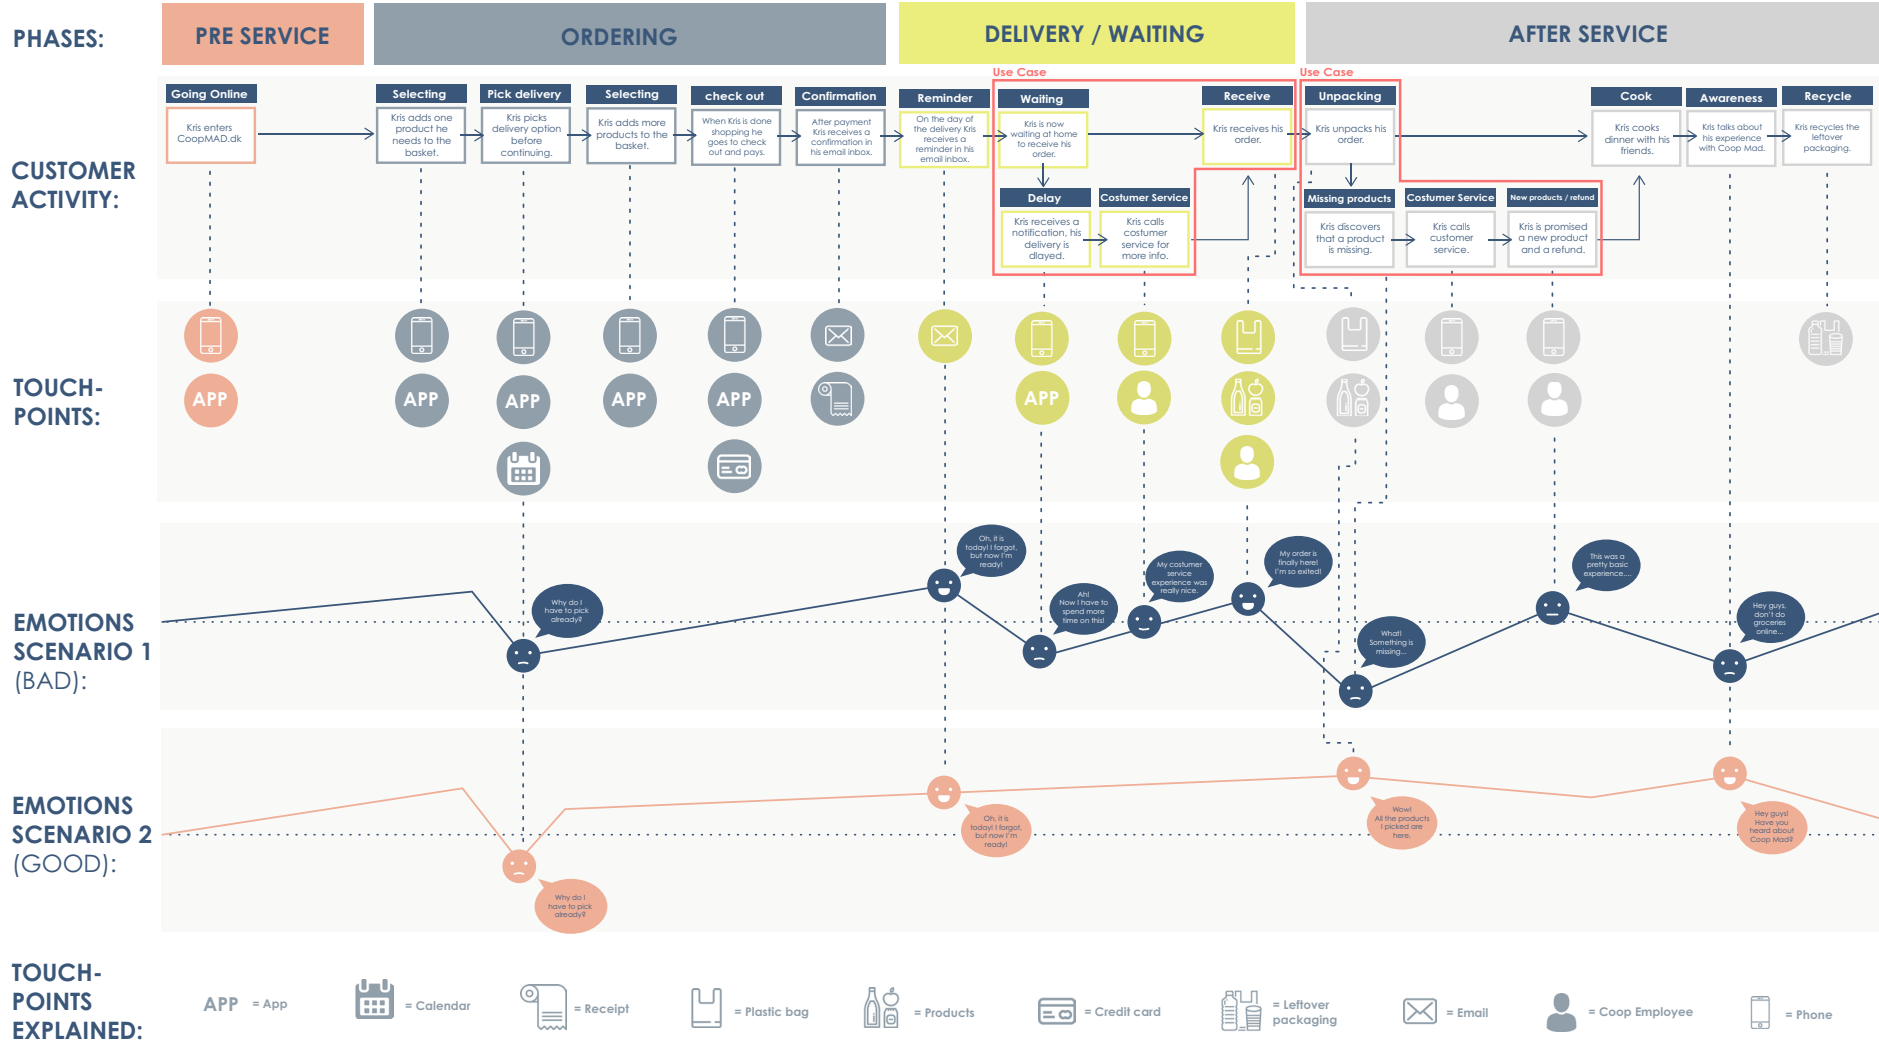 PHASES:
PRE SERVICE
ORDERING
DELIVERY / WAITING
AFTER SERVICE
CUSTOMER
ACTIVITY:
Use Case
Use Case
Going Online
Kris enters
CoopMAD.dk
Selecting
Kris adds one
product he
needs to the
basket.
Pick delivery
Kris picks
delivery option
before
continuing.
Selecting
Kris adds more
products to the
basket.
check out
When Kris is done
shopping he
goes to check
out and pays.
Confirmation
After payment
Kris receives a
confirmation in
his email inbox.
Reminder
On the day of
the delivery Kris
receives a
reminder in his
email inbox.
Waiting
Kris is now
waiting at home
to receive his
order.
Receive
Kris receives his
order.
Unpacking
Kris unpacks his
order.
Cook
Kris cooks
dinner with his
friends.
Awareness
Kris talks about
his experience
with Coop Mad.
Recycle
Kris recycles the
leftover
packaging.
Delay
Kris receives a
notification, his
delivery is
dlayed.
Costumer Service
Kris calls
costumer
service for
more info.
Missing products
Kris discovers
that a product
is missing.
Costumer Service
Kris calls
customer
service.
New products / refund
Kris is promised
a new product
and a refund.
TOUCH-
POINTS:
APP
APP
APP
APP
APP
APP
EMOTIONS
SCENARIO 1
(BAD):
Why do I
have to pick
already?
Oh, it is
today! I forgot,
but now I'm
ready!
Ah!
Now I have to
spend more
time on this!
My costumer
service
experience was
really nice.
My order is
finally here!
I'm so exited!
What!
Something is
missing...
This was a
pretty basic
experience....
Hey guys,
don't do
groceries
online...
EMOTIONS
SCENARIO 2
(GOOD):
Why do I
have to pick
already?
Oh, it is
today! I forgot,
but now I'm
ready!
Wow!
All the products
I picked are
here.
Hey guys!
Have you
heard about
Coop Mad?
TOUCH-
POINTS
EXPLAINED:
APP = App
= Calendar
= Receipt
= Plastic bag
= Products
= Credit card
= Leftover
packaging
= Email
= Coop Employee
= Phone